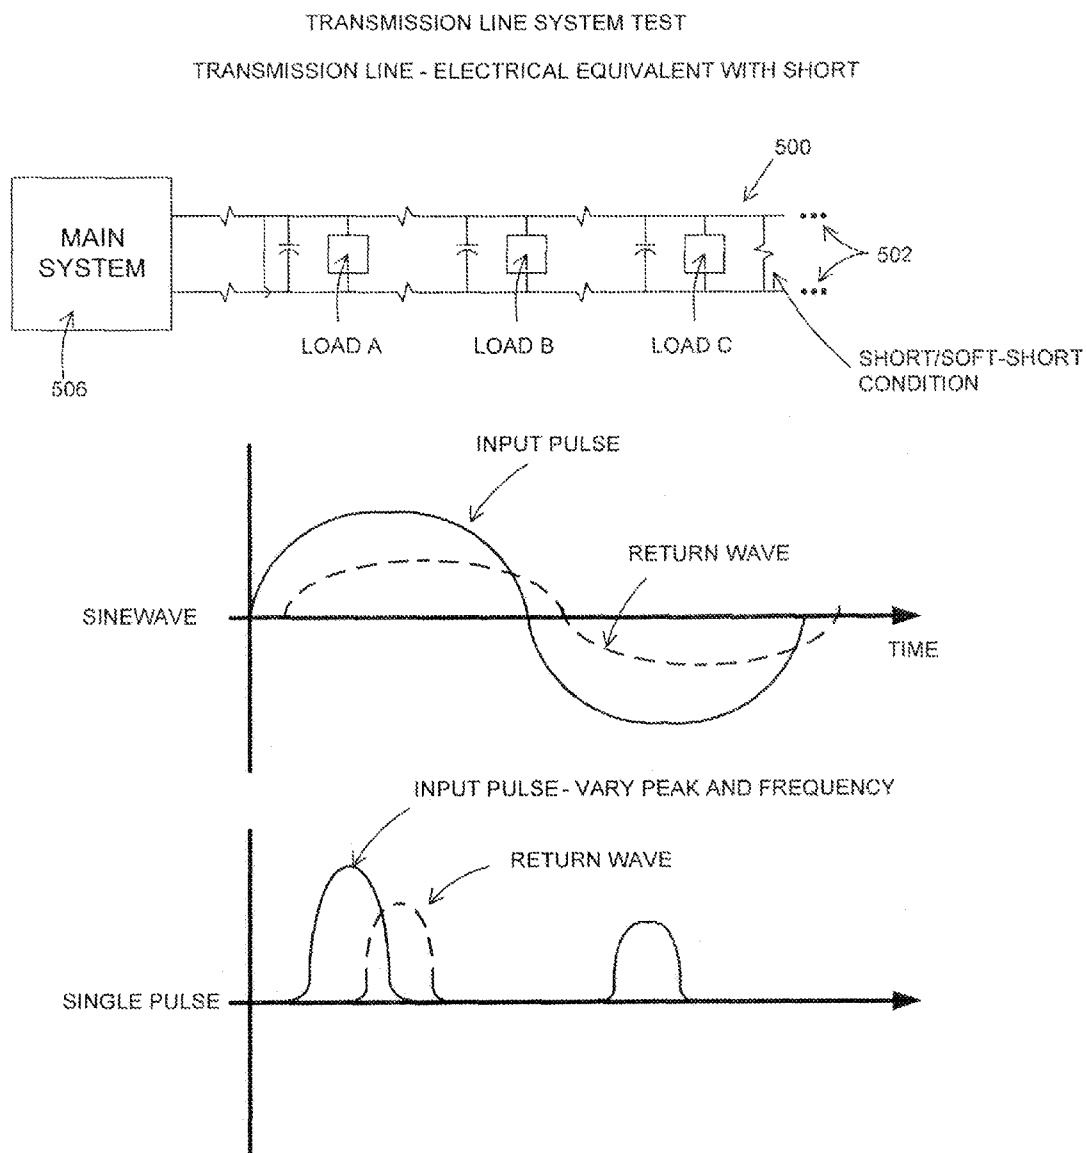 TRANSMISSION LINE SYSTEM TEST
TRANSMISSION LINE - ELECTRICAL EQUIVALENT WITH SHORT
500
MAIN
SYSTEM
502
LOAD A
LOAD B
LOAD C
SHORT/SOFT-SHORT
CONDITION
506
INPUT PULSE
RETURN WAVE
SINEWAVE
TIME
INPUT PULSE - VARY PEAK AND FREQUENCY
RETURN WAVE
SINGLE PULSE